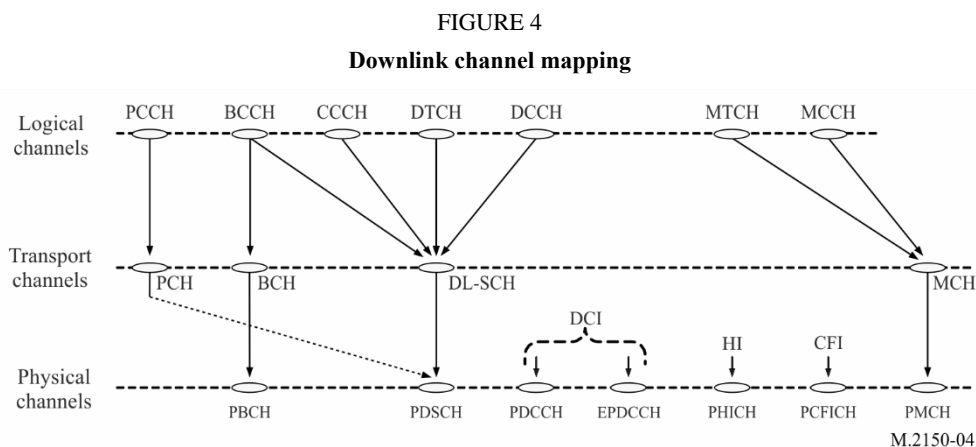 FIGURE 4
Downlink channel mapping
Logical channels
PCCH BCCH CCCH DTCH DCCH MTCH MCCH
Transport channels
PCH BCH DL-SCH MCH
DCI HI CFI
Physical channels
PBCH PDSCH PDCCH EPDCCH PHICH PCFICH PMCH
M.2150-04